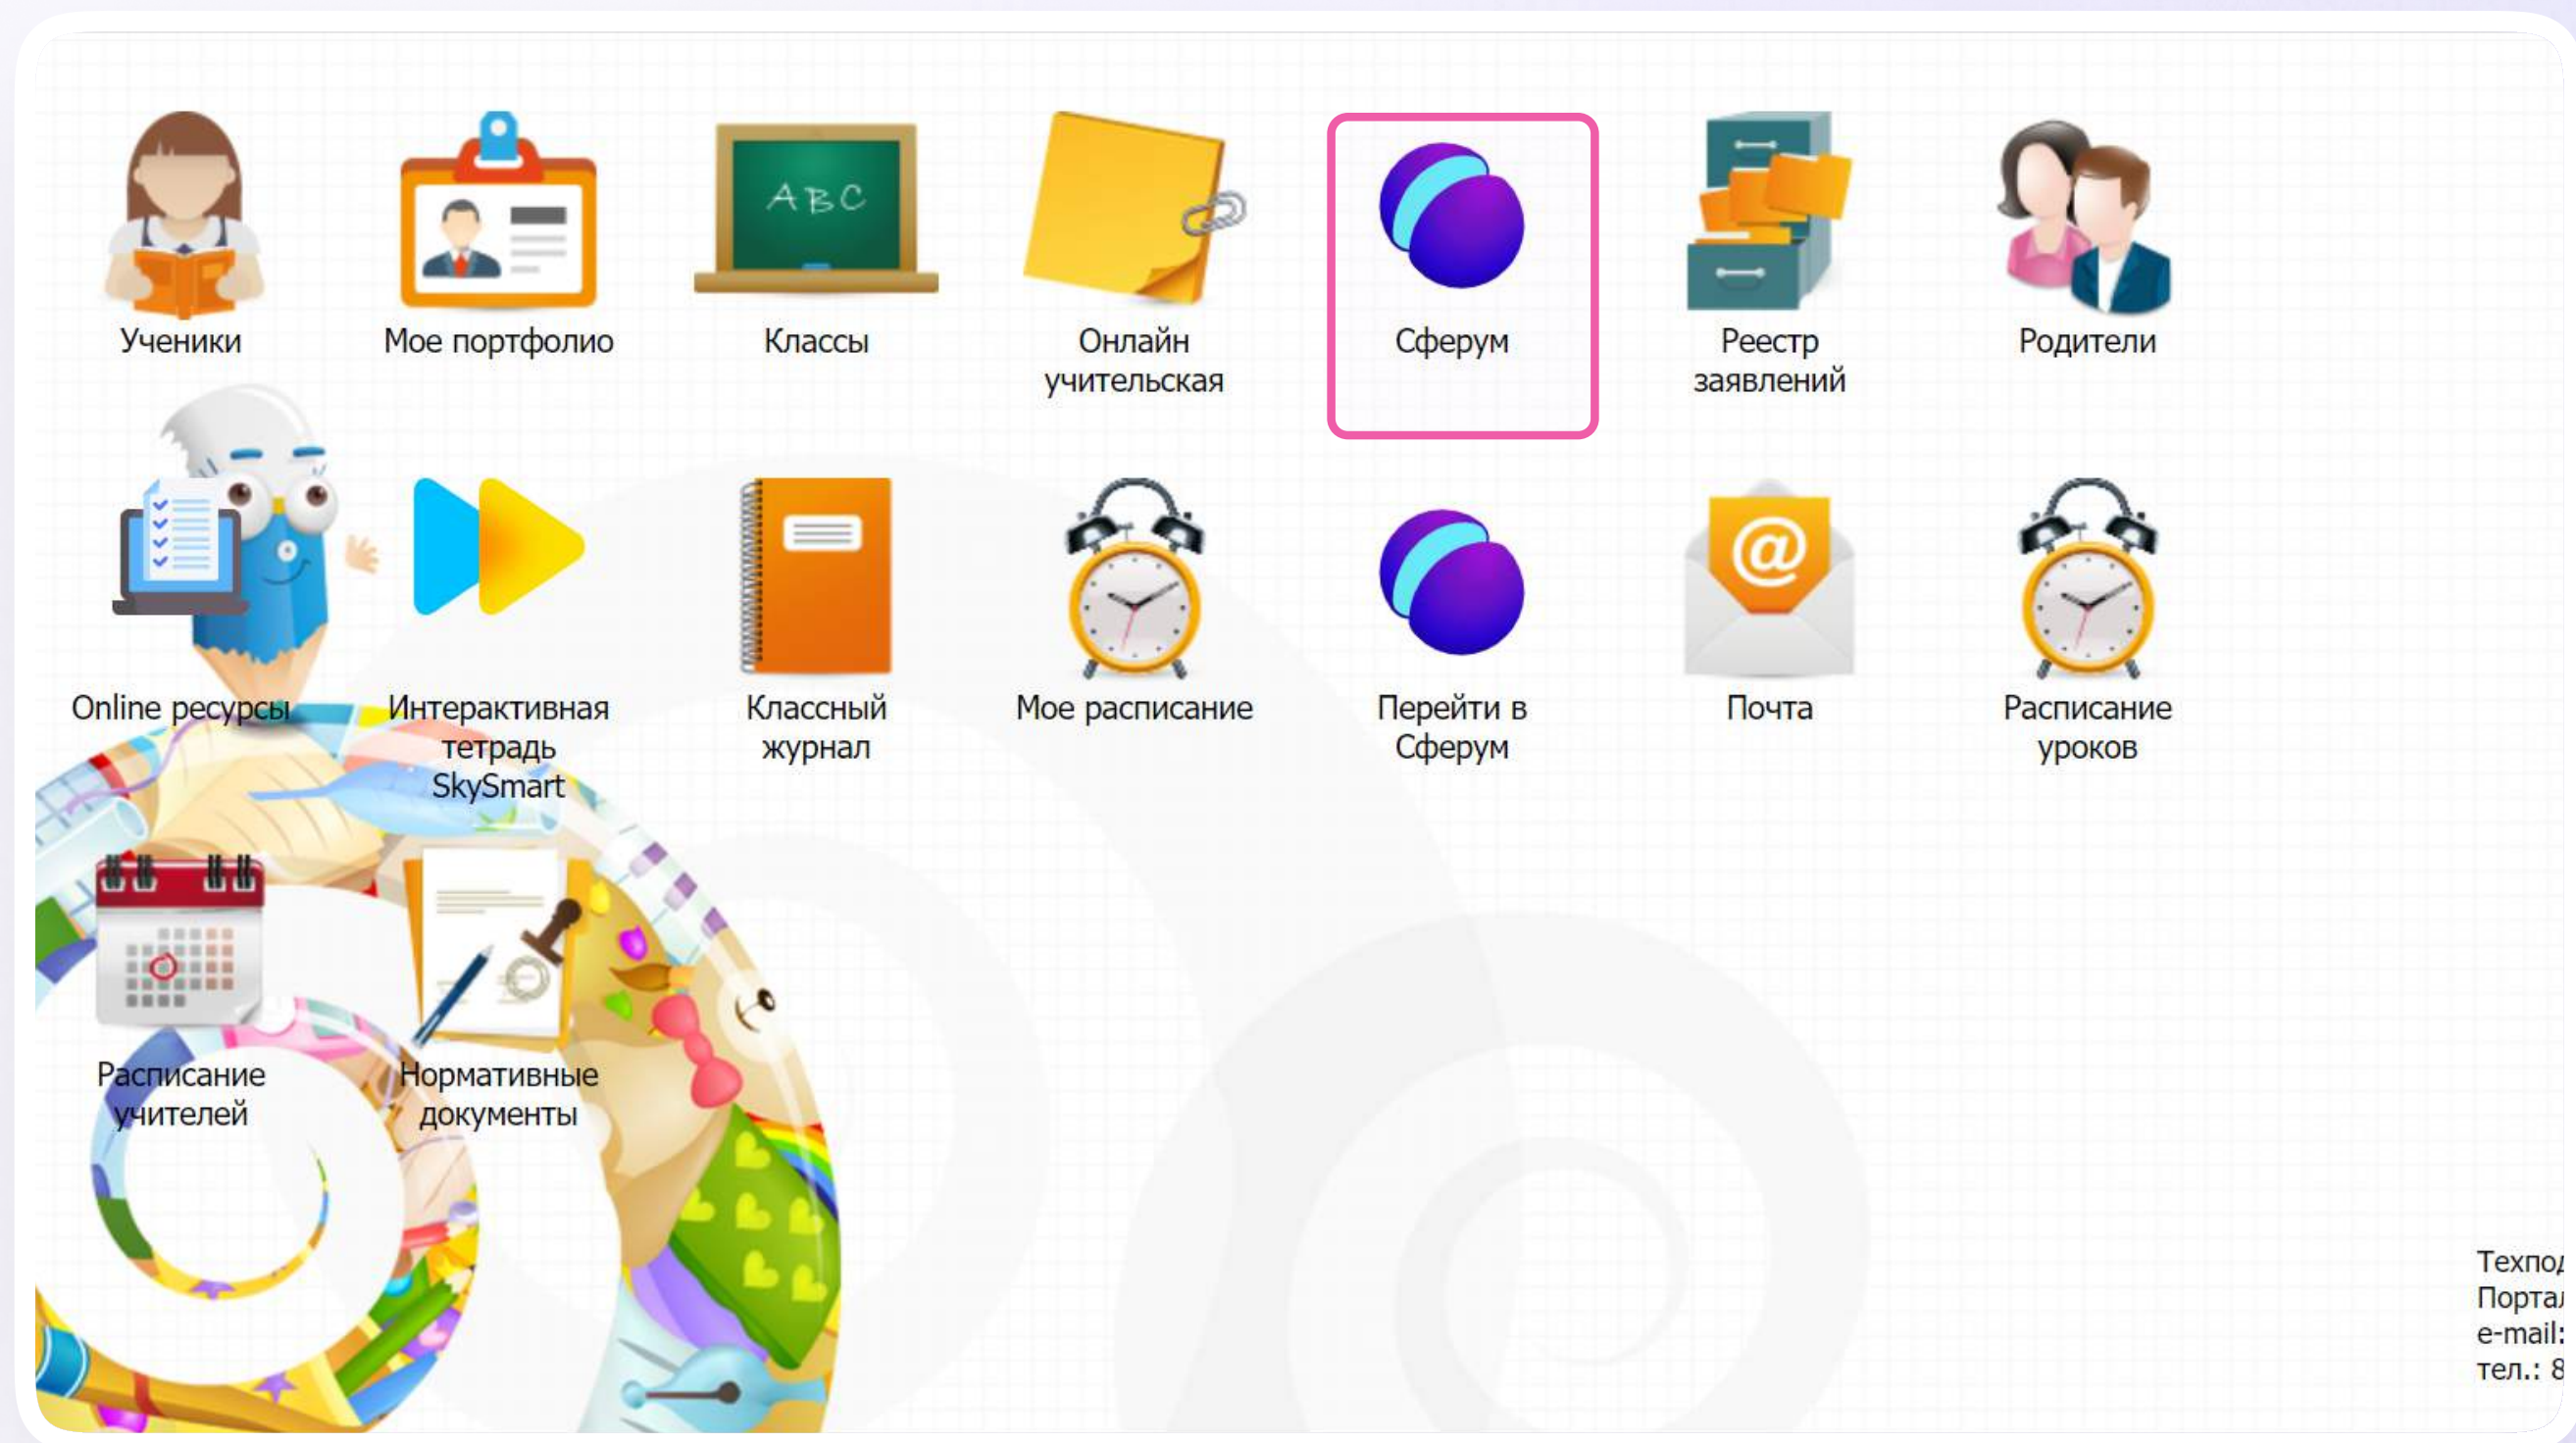 ABC
Ученики
Мое портфолио
Классы
Онлайн
учительская
Сферум
Реестр
заявлений
Родители
@
Online ресурсы
Интерактивная
тетрадь
SkySmart
Классный
журнал
Мое расписание
Перейти в
Сферум
Почта
Расписание
уроков
Расписание
учителей
Нормативные
документы
e-mail:
тел.: 8